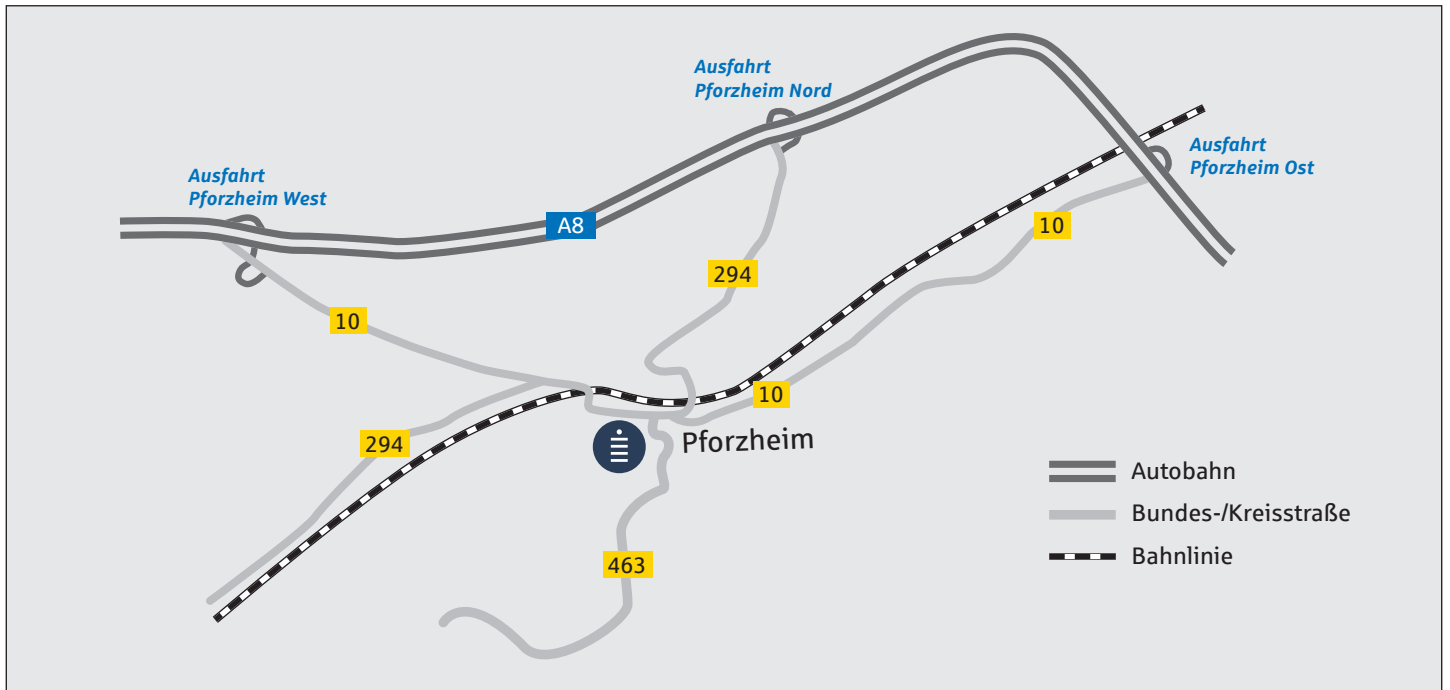 Ausfahrt
Pforzheim Nord
Ausfahrt
Pforzheim Ost
Ausfahrt
Pforzheim West
A8
10
294
10
10
294
Pforzheim
463
Autobahn
Bundes-/Kreisstraße
Bahnlinie